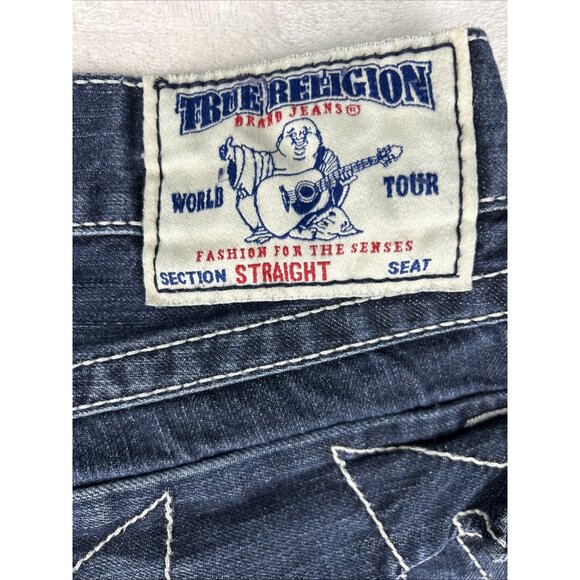 TRUE RELIGION
BRAND JEANS®
WORLD TOUR
FASHION FOR THE SENSES
SECTION STRAIGHT SEAT